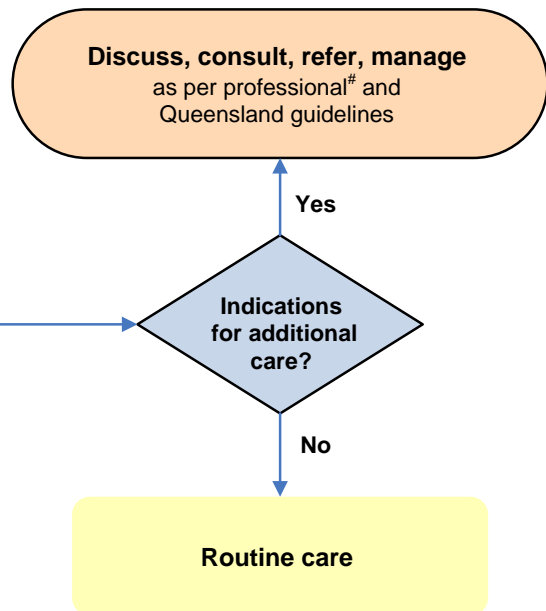 Discuss, consult, refer, manage
as per professional# and
Queensland guidelines
Yes
Indications
for additional
care?
No
Routine care